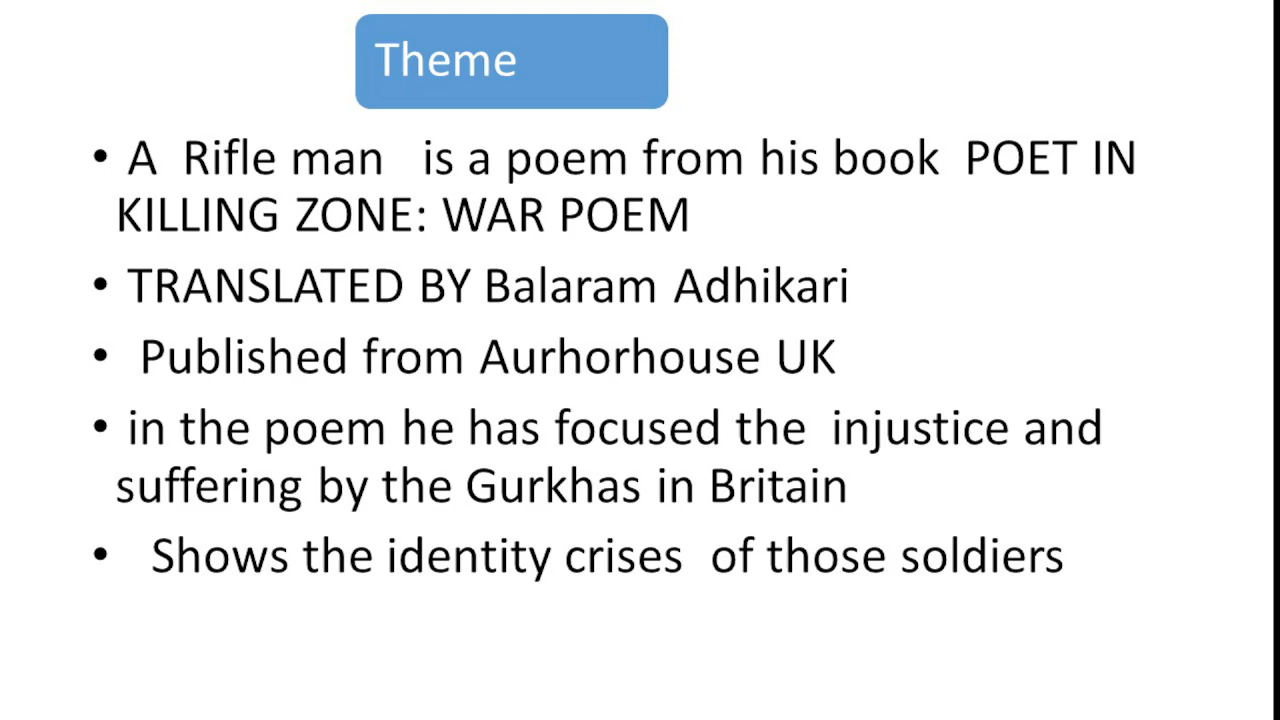 Theme
• A Rifle man is a poem from his book POET IN
KILLING ZONE: WAR POEM
• TRANSLATED BY Balaram Adhikari
• Published from Aurhorhouse UK
• in the poem he has focused the injustice and
suffering by the Gurkhas in Britain
• Shows the identity crises of those soldiers